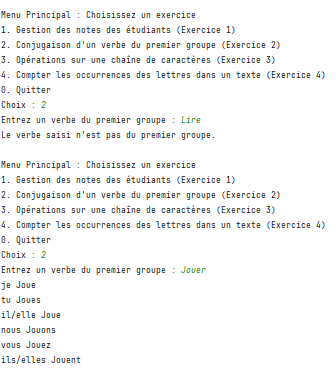 Menu Principal : Choisissez un exercice
1. Gestion des notes des étudiants (Exercice 1)
2. Conjugaison d'un verbe du premier groupe (Exercice 2)
3. Opérations sur une chaîne de caractères (Exercice 3)
4. Compter les occurrences des lettres dans un texte (Exercice 4)
0. Quitter
Choix : 2
Entrez un verbe du premier groupe : Lire
Le verbe saisi n'est pas du premier groupe.

Menu Principal : Choisissez un exercice
1. Gestion des notes des étudiants (Exercice 1)
2. Conjugaison d'un verbe du premier groupe (Exercice 2)
3. Opérations sur une chaîne de caractères (Exercice 3)
4. Compter les occurrences des lettres dans un texte (Exercice 4)
0. Quitter
Choix : 2
Entrez un verbe du premier groupe : Jouer
je Joue
tu Joues
il/elle Joue
nous Jouons
vous Jouez
ils/elles Jouent